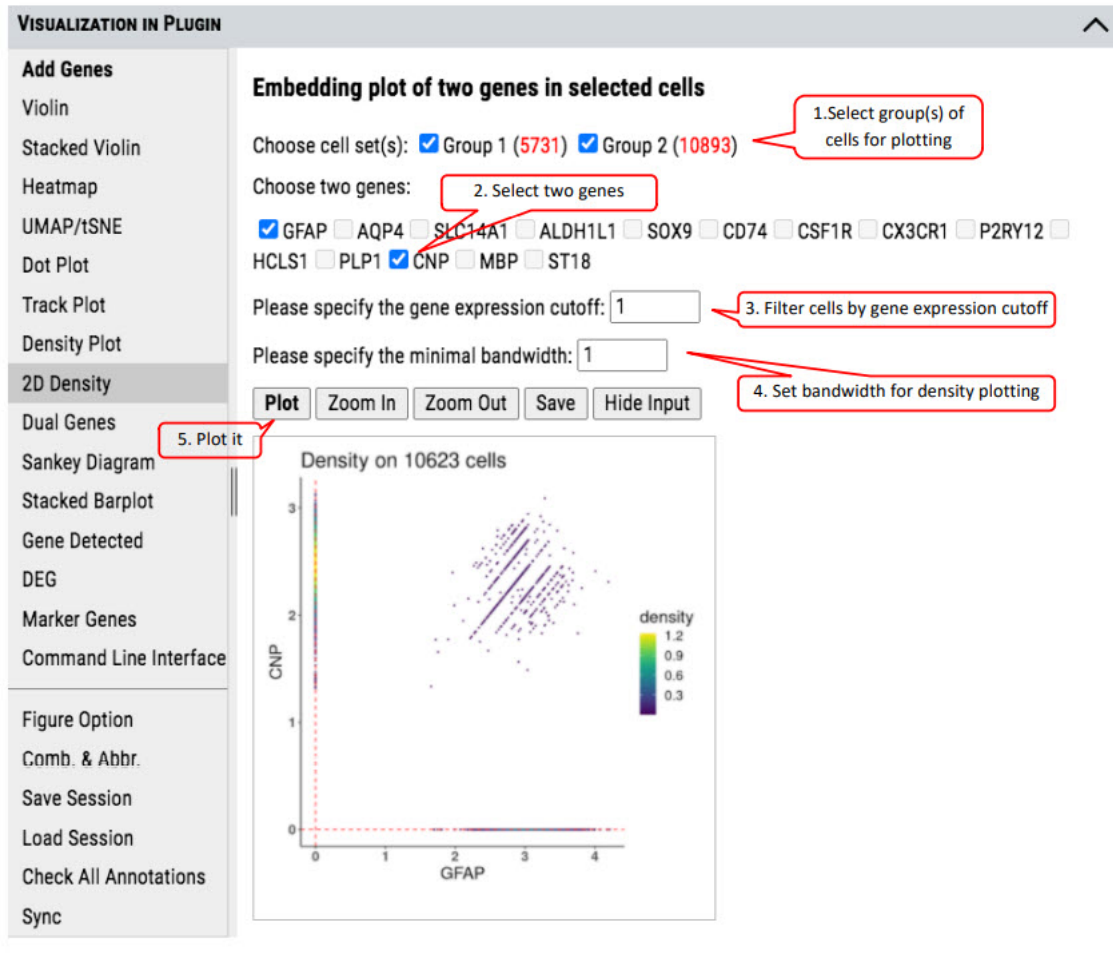 VISUALIZATION IN PLUGIN
Add Genes
Violin
Stacked Violin
Heatmap
UMAP/tSNE
Dot Plot
Track Plot
Density Plot
2D Density
Dual Genes
Sankey Diagram
Stacked Barplot
Gene Detected
DEG
Marker Genes
Command Line Interface
Figure Option
Comb. & Abbr.
Save Session
Load Session
Check All Annotations
Sync
Embedding plot of two genes in selected cells
1.Select group(s) of
cells for plotting
Choose cell set(s): Group 1 (5731) Group 2 (10893)
Choose two genes:
2. Select two genes
GFAP AQP4 SLC14A1 ALDH1L1 SOX9 CD74 CSF1R CX3CR1 P2RY12
HCLS1 PLP1 CNP MBP ST18
Please specify the gene expression cutoff: 1
3. Filter cells by gene expression cutoff
Please specify the minimal bandwidth: 1
4. Set bandwidth for density plotting
Plot Zoom In Zoom Out Save Hide Input
5. Plot it
Density on 10623 cells
3
2
1
0
CNP
0 1 2 3 4
GFAP
density
1.2
0.9
0.6
0.3